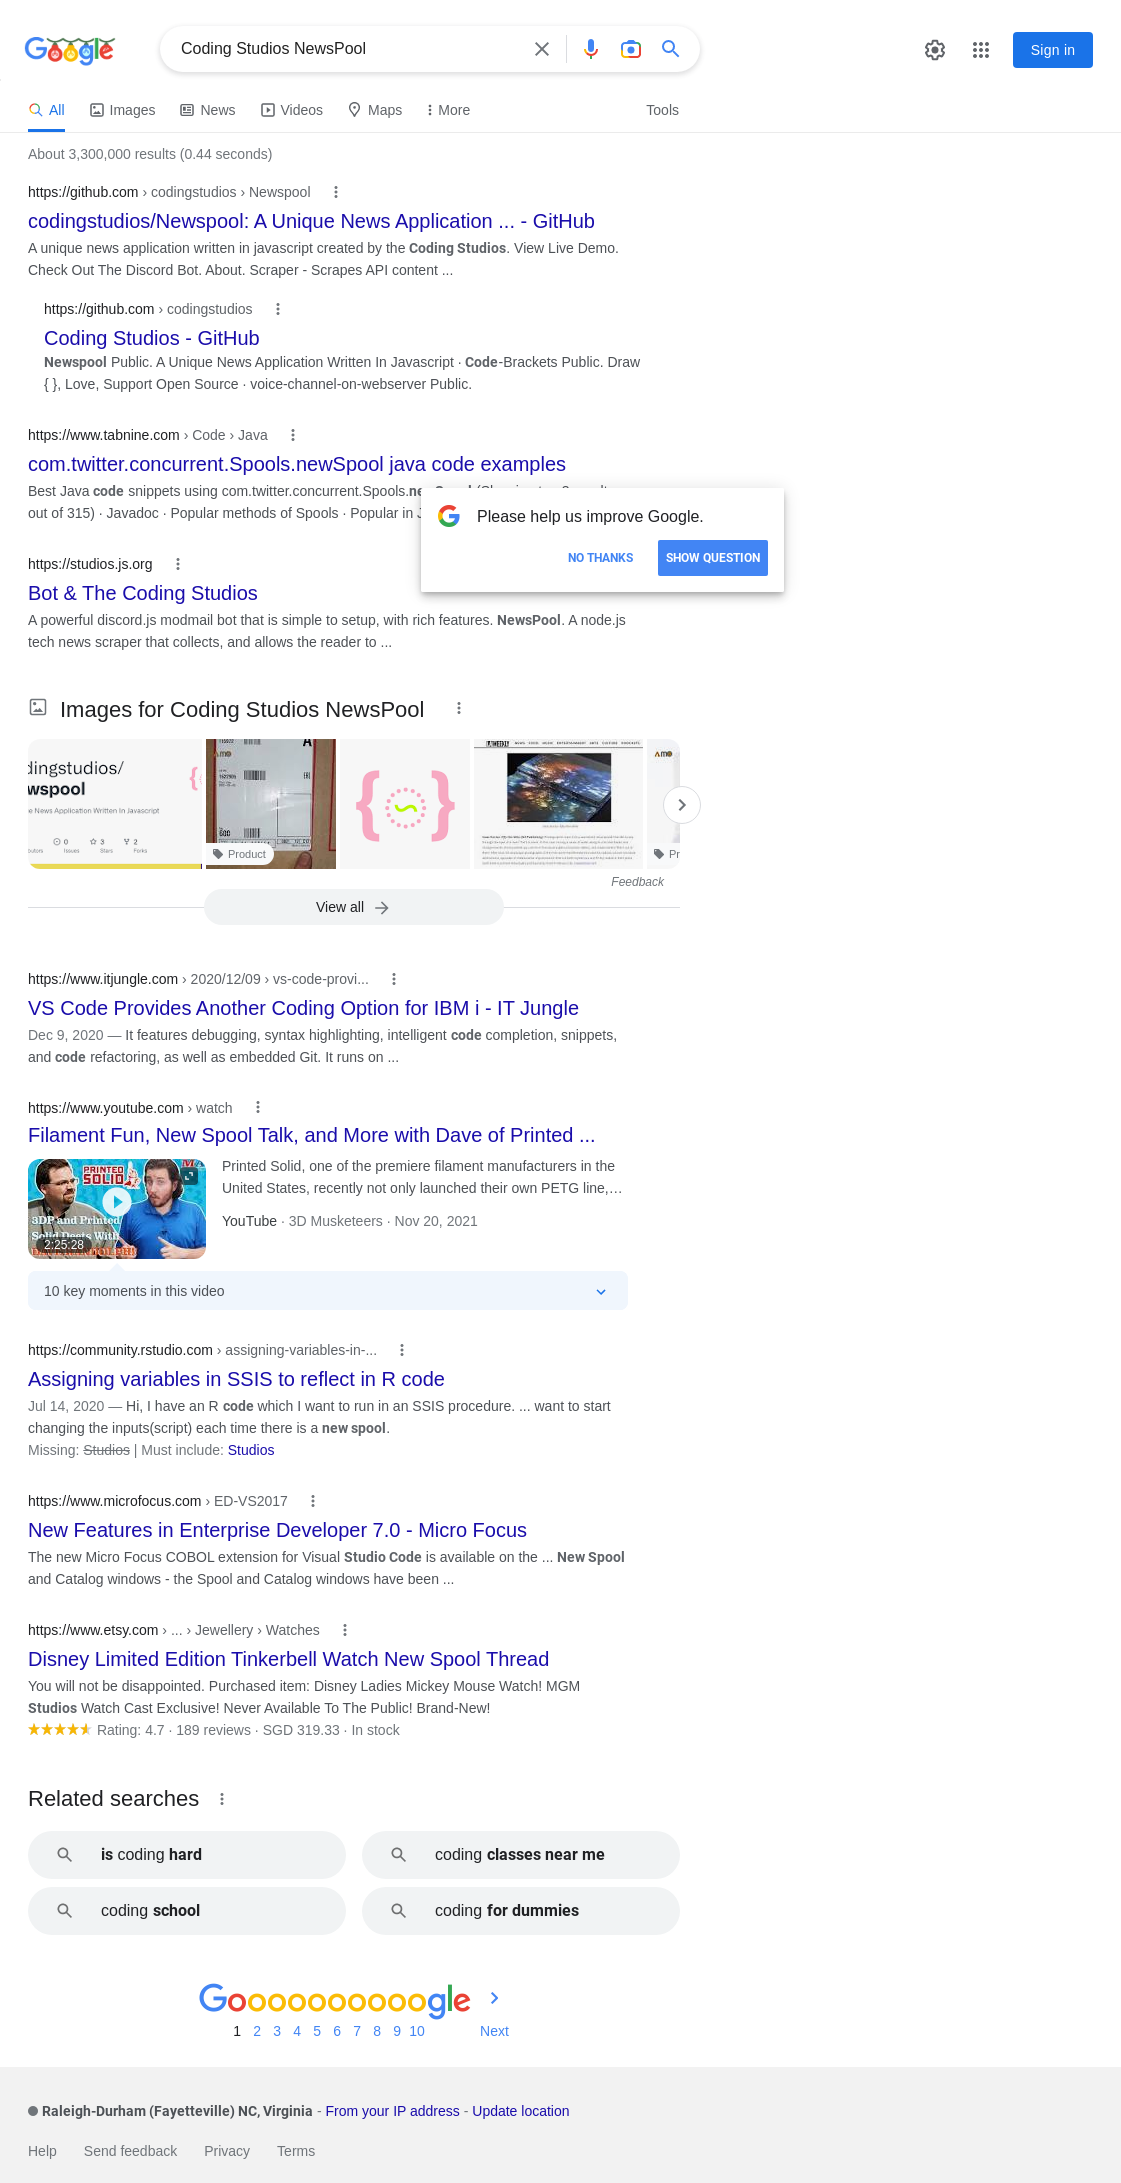 Google
Coding Studios NewsPool
Sign in
All
Images
News
Videos
Maps
More
Tools
About 3,300,000 results (0.44 seconds)
https://github.com › codingstudios › Newspool
codingstudios/Newspool: A Unique News Application ... - GitHub
A unique news application written in javascript created by the Coding Studios. View Live Demo.
Check Out The Discord Bot. About. Scraper - Scrapes API content ...
https://github.com › codingstudios
Coding Studios - GitHub
Newspool Public. A Unique News Application Written In Javascript · Code-Brackets Public. Draw
{ }, Love, Support Open Source · voice-channel-on-webserver Public.
https://www.tabnine.com › Code › Java
com.twitter.concurrent.Spools.newSpool java code examples
Best Java code snippets using com.twitter.concurrent.Spools.
out of 315) · Javadoc · Popular methods of Spools · Popular in
Please help us improve Google.
NO THANKS
SHOW QUESTION
https://studios.js.org
Bot & The Coding Studios
A powerful discord.js modmail bot that is simple to setup, with rich features. NewsPool. A node.js
tech news scraper that collects, and allows the reader to ...
Images for Coding Studios NewsPool
dingstudios/
wspool
e News Application Written In Javascript
0
3
2
Issues
Stars
Forks
Product
Pr
Feedback
View all
https://www.itjungle.com › 2020/12/09 › vs-code-provi...
VS Code Provides Another Coding Option for IBM i - IT Jungle
Dec 9, 2020 — It features debugging, syntax highlighting, intelligent code completion, snippets,
and code refactoring, as well as embedded Git. It runs on ...
https://www.youtube.com › watch
Filament Fun, New Spool Talk, and More with Dave of Printed ...
PRINTED
SOLID
3DP and Printed
Solid Deets With
2:25:28
Printed Solid, one of the premiere filament manufacturers in the
United States, recently not only launched their own PETG line,...
YouTube · 3D Musketeers · Nov 20, 2021
10 key moments in this video
https://community.rstudio.com › assigning-variables-in-...
Assigning variables in SSIS to reflect in R code
Jul 14, 2020 — Hi, I have an R code which I want to run in an SSIS procedure. ... want to start
changing the inputs(script) each time there is a new spool.
Missing: Studios | Must include: Studios
https://www.microfocus.com › ED-VS2017
New Features in Enterprise Developer 7.0 - Micro Focus
The new Micro Focus COBOL extension for Visual Studio Code is available on the ... New Spool
and Catalog windows - the Spool and Catalog windows have been ...
https://www.etsy.com › ... › Jewellery › Watches
Disney Limited Edition Tinkerbell Watch New Spool Thread
You will not be disappointed. Purchased item: Disney Ladies Mickey Mouse Watch! MGM
Studios Watch Cast Exclusive! Never Available To The Public! Brand-New!
Rating: 4.7 · 189 reviews · SGD 319.33 · In stock
Related searches
is coding hard
coding classes near me
coding school
coding for dummies
Goooooooooogle
1 2 3 4 5 6 7 8 9 10 Next
Raleigh-Durham (Fayetteville) NC, Virginia - From your IP address - Update location
Help
Send feedback
Privacy
Terms